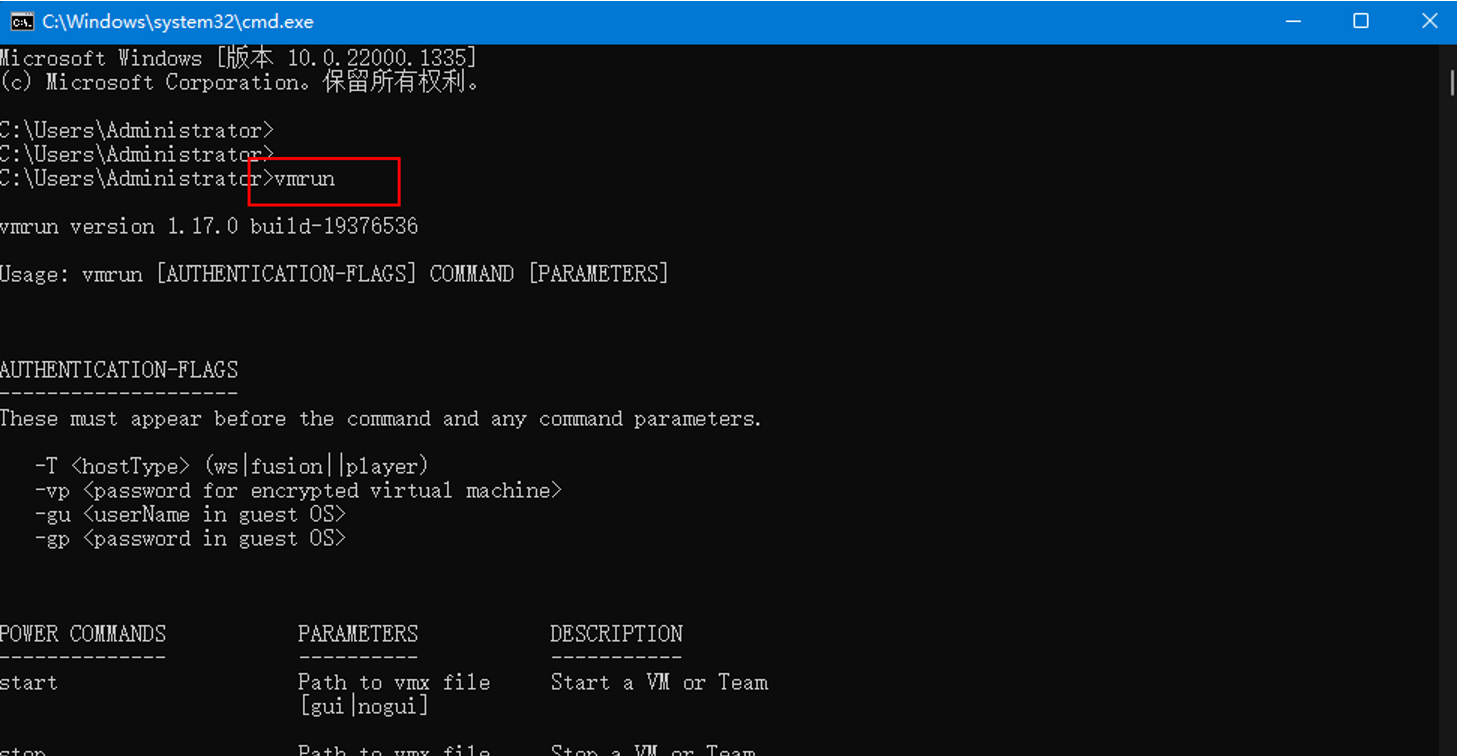 C:\Windows\system32\cmd.exe
Microsoft Windows [版本 10.0.22000.1335]
(c) Microsoft Corporation。保留所有权利。
C:\Users\Administrator>
C:\Users\Administrator>
C:\Users\Administrator>vmrun
vmrun version 1.17.0 build-19376536
Usage: vmrun [AUTHENTICATION-FLAGS] COMMAND [PARAMETERS]
AUTHENTICATION-FLAGS
--------------------
These must appear before the command and any command parameters.
-T <hostType> (ws|fusion||player)
-vp <password for encrypted virtual machine>
-gu <userName in guest OS>
-gp <password in guest OS>
POWER COMMANDS PARAMETERS DESCRIPTION
-------------- ---------- -----------
start Path to vmx file Start a VM or Team
[gui|nogui]
stop Path to vmx file Stop a VM or Team